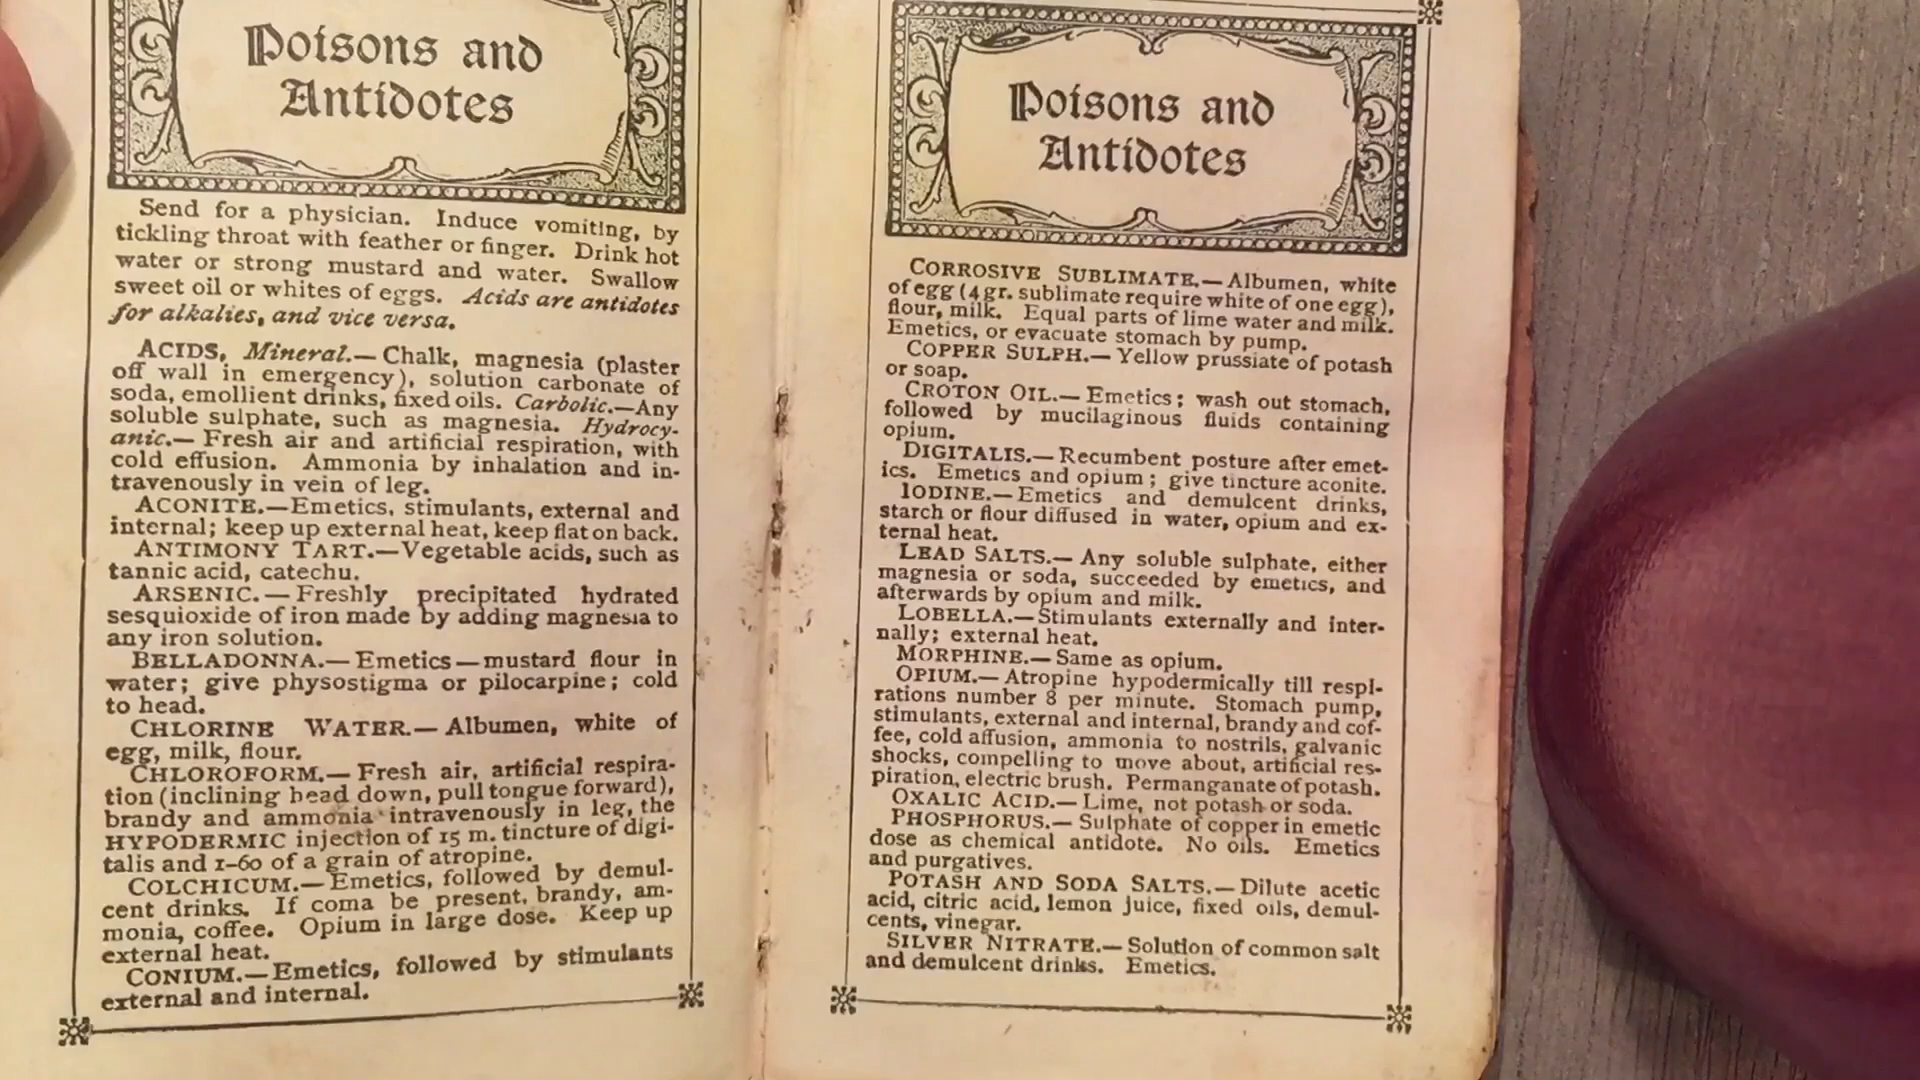 Poisons and
Antidotes
Send for a physician. Induce vomiting, by
tickling throat with feather or finger. Drink hot
water or strong mustard and water. Swallow
sweet oil or whites of eggs. Acids are antidotes
for alkalies, and vice versa.
ACIDS, Mineral.— Chalk, magnesia (plaster
off wall in emergency), solution carbonate of
soda, emollient drinks, fixed oils. Carbolic.—Any
soluble sulphate, such as magnesia. Hydrocy-
anic.— Fresh air and artificial respiration, with
cold effusion. Ammonia by inhalation and in-
travenously in vein of leg.
ACONITE.—Emetics, stimulants, external and
internal; keep up external heat, keep flat on back.
ANTIMONY TART.—Vegetable acids, such as
tannic acid, catechu.
ARSENIC.— Freshly precipitated hydrated
sesquioxide of iron made by adding magnesia to
any iron solution.
BELLADONNA.— Emetics — mustard flour in
water; give physostigma or pilocarpine; cold
to head.
CHLORINE WATER.— Albumen, white of
egg, milk, flour.
CHLOROFORM.— Fresh air, artificial respira-
tion (inclining head down, pull tongue forward),
brandy and ammonia intravenously in leg, the
HYPODERMIC injection of 15 m. tincture of digi-
talis and 1-60 of a grain of atropine.
COLCHICUM.— Emetics, followed by demul-
cent drinks. If coma be present, brandy, am-
monia, coffee. Opium in large dose. Keep up
external heat.
CONIUM.—Emetics, followed by stimulants
external and internal.
Poisons and
Antidotes
CORROSIVE SUBLIMATE.— Albumen, white
of egg (4 gr. sublimate require white of one egg),
flour, milk. Equal parts of lime water and milk.
Emetics, or evacuate stomach by pump.
COPPER SULPH.— Yellow prussiate of potash
or soap.
CROTON OIL.— Emetics; wash out stomach,
followed by mucilaginous fluids containing
opium.
DIGITALIS.— Recumbent posture after emet-
ics. Emetics and opium; give tincture aconite.
IODINE.— Emetics and demulcent drinks,
starch or flour diffused in water, opium and ex-
ternal heat.
LEAD SALTS.— Any soluble sulphate, either
magnesia or soda, succeeded by emetics, and
afterwards by opium and milk.
LOBELLA.—Stimulants externally and inter-
nally; external heat.
MORPHINE.— Same as opium.
OPIUM.— Atropine hypodermically till respi-
rations number 8 per minute. Stomach pump,
stimulants, external and internal, brandy and cof-
fee, cold affusion, ammonia to nostrils, galvanic
shocks, compelling to move about, artificial res-
piration, electric brush. Permanganate of potash.
OXALIC ACID.— Lime, not potash or soda.
PHOSPHORUS.— Sulphate of copper in emetic
dose as chemical antidote. No oils. Emetics
and purgatives.
POTASH AND SODA SALTS.— Dilute acetic
acid, citric acid, lemon juice, fixed oils, demul-
cents, vinegar.
SILVER NITRATE.— Solution of common salt
and demulcent drinks. Emetics.